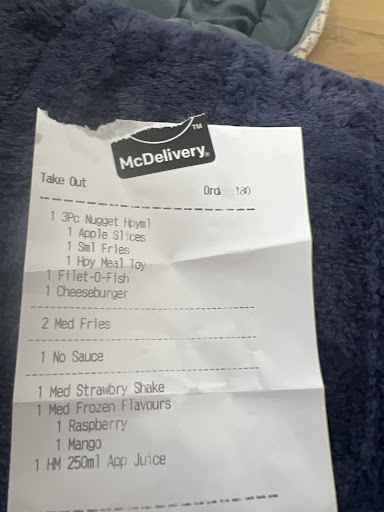 McDelivery® ™
Take Out
1 3Pc Nugget Hpyml
1 Apple Slices
1 Sml Fries
1 Hpy Meal Toy
1 Filet-O-Fish
1 Cheeseburger
2 Med Fries
1 No Sauce
1 Med Strawbry Shake
1 Med Frozen Flavours
1 Raspberry
1 Mango
1 HM 250ml App Juice